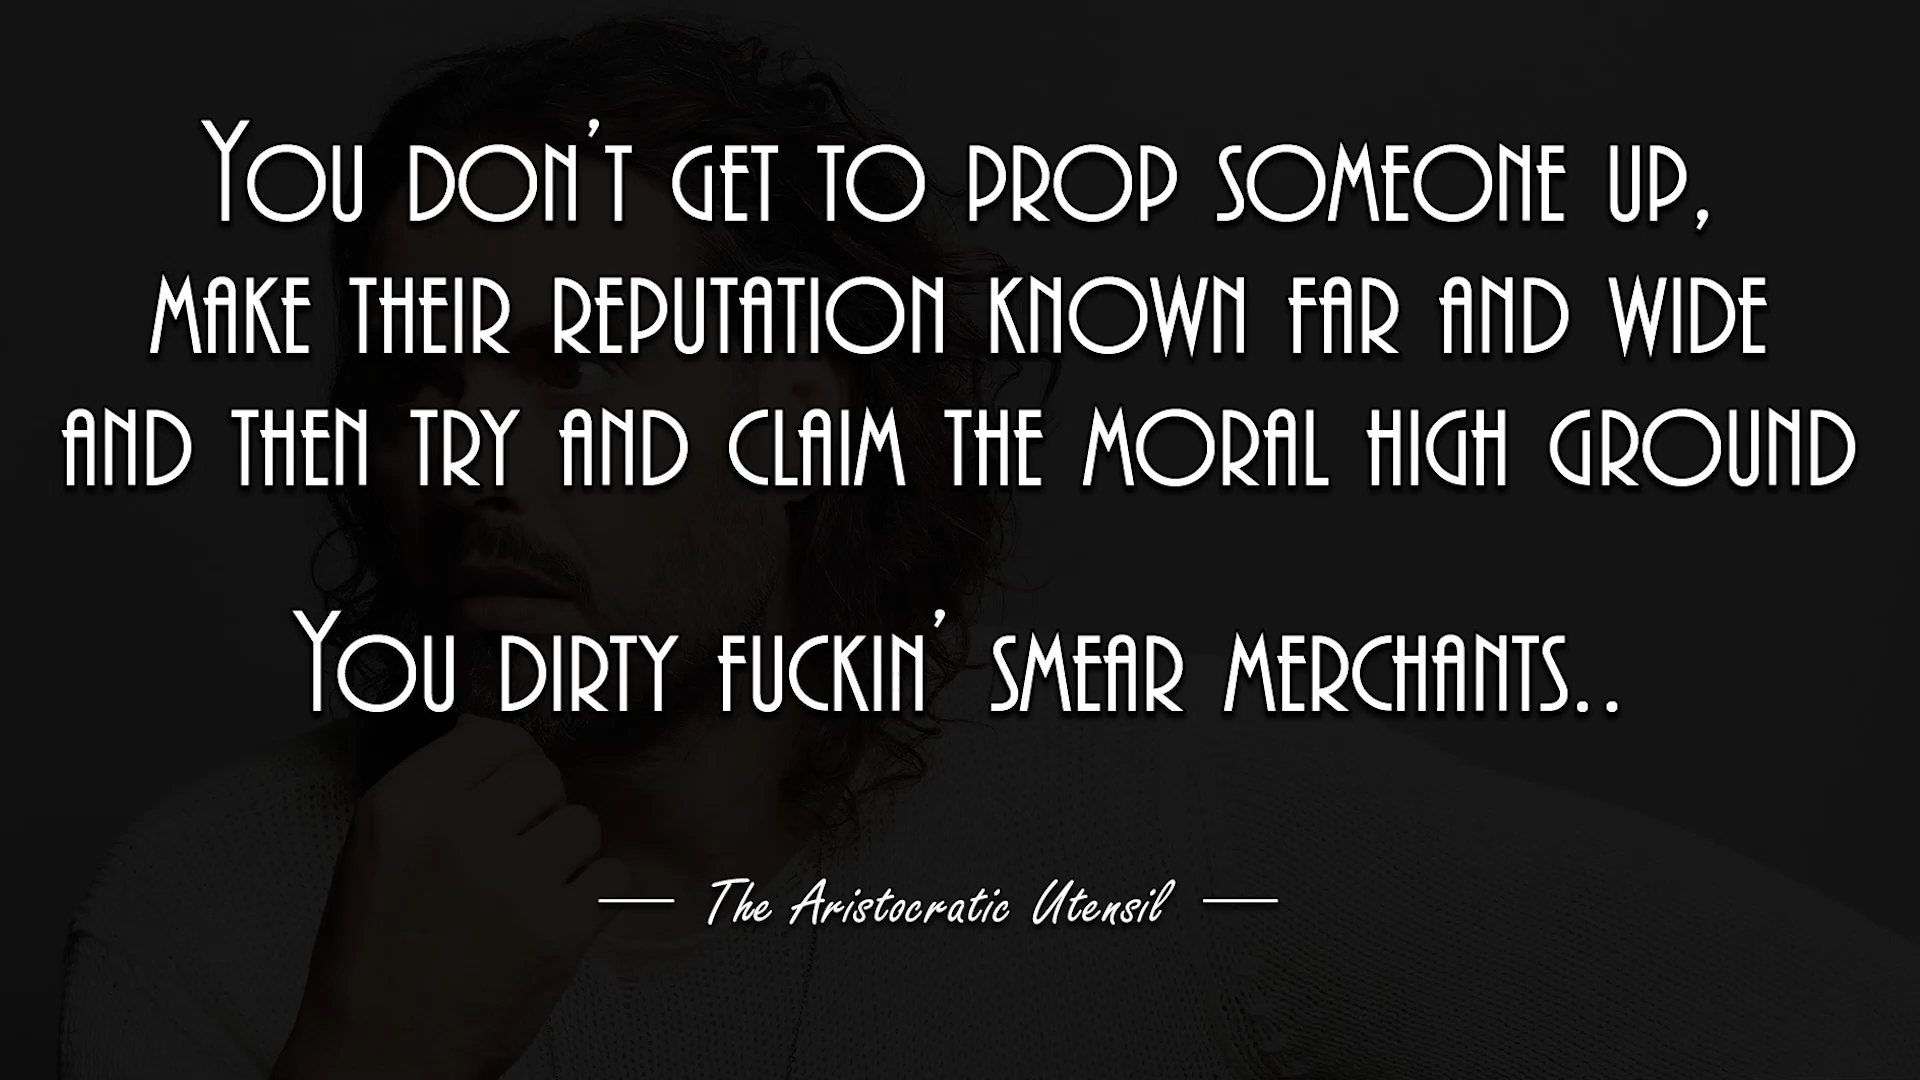 You don't get to prop someone up,
make their reputation known far and wide
and then try and claim the moral high ground
You dirty fuckin' smear merchants..
The Aristocratic Utensil